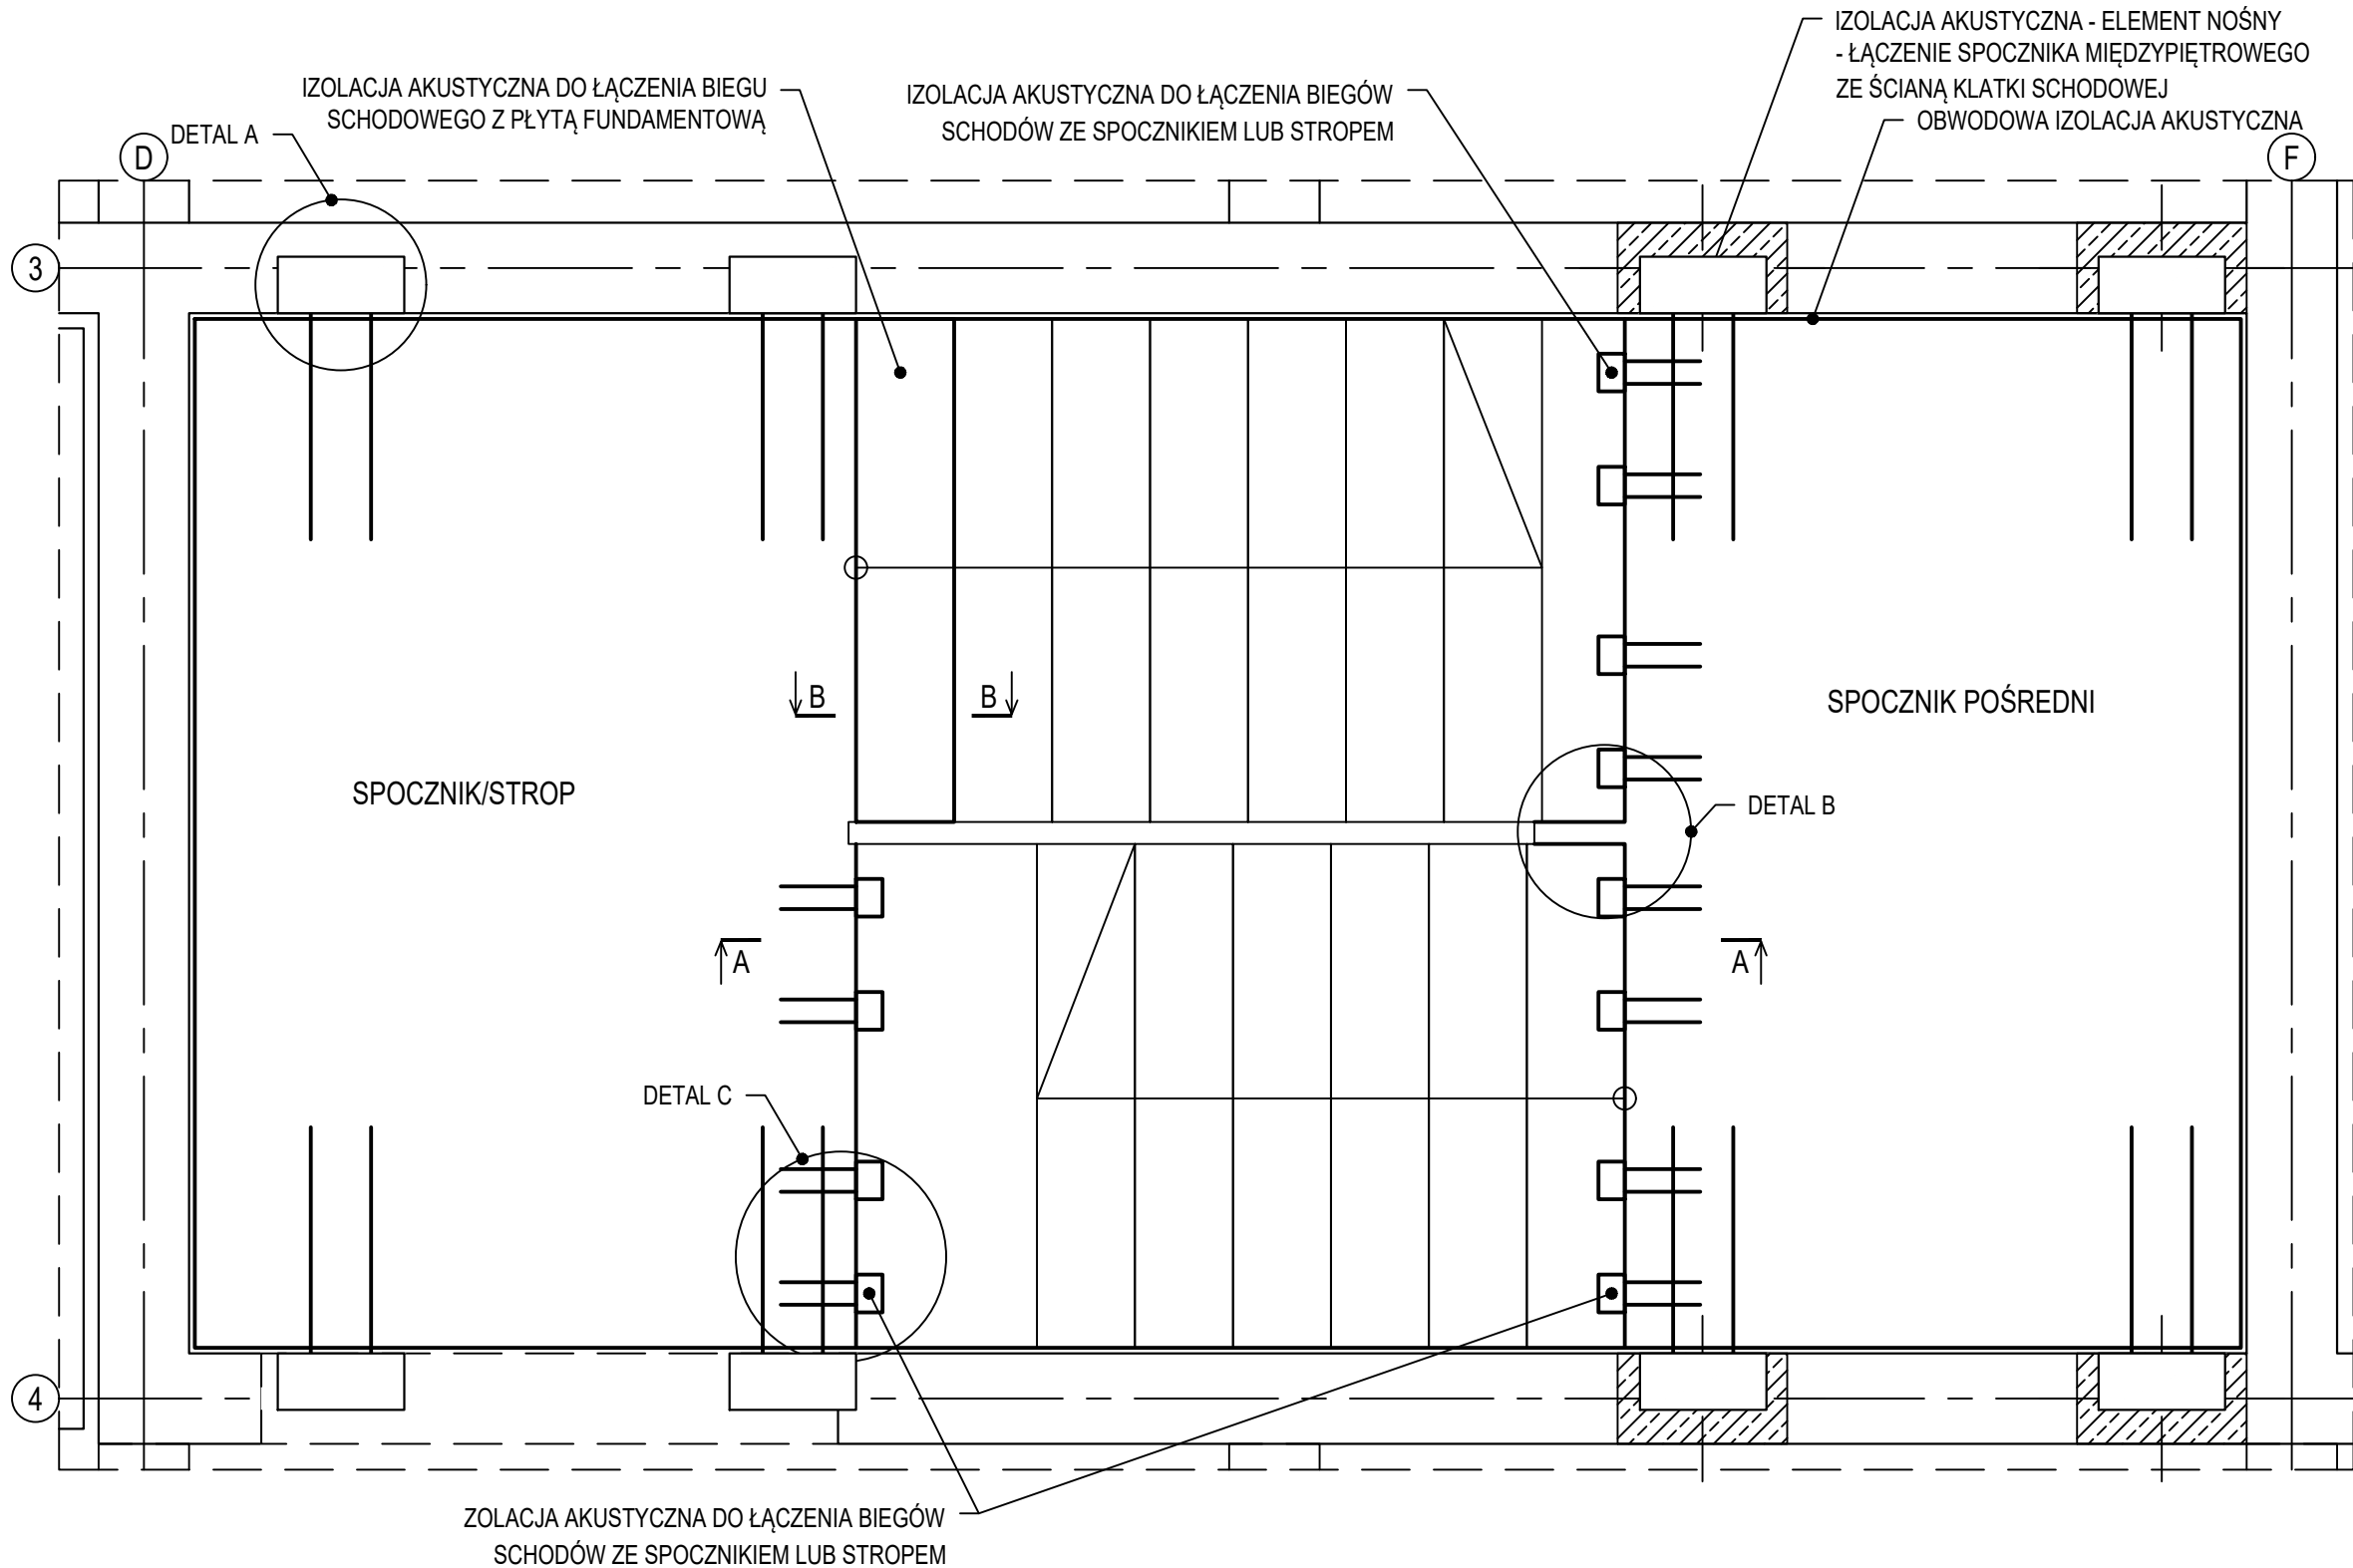 IZOLACJA AKUSTYCZNA - ELEMENT NOŚNY
- ŁĄCZENIE SPOCZNIKA MIĘDZYPIĘTROWEGO
ZE ŚCIANĄ KLATKI SCHODOWEJ
IZOLACJA AKUSTYCZNA DO ŁĄCZENIA BIEGU
SCHODOWEGO Z PŁYTĄ FUNDAMENTOWĄ
IZOLACJA AKUSTYCZNA DO ŁĄCZENIA BIEGÓW
SCHODÓW ZE SPOCZNIKIEM LUB STROPEM
OBWODOWA IZOLACJA AKUSTYCZNA
DETAL A
D
F
3
B
B
SPOCZNIK POŚREDNI
SPOCZNIK/STROP
DETAL B
A
A
DETAL C
4
ZOLACJA AKUSTYCZNA DO ŁĄCZENIA BIEGÓW
SCHODÓW ZE SPOCZNIKIEM LUB STROPEM